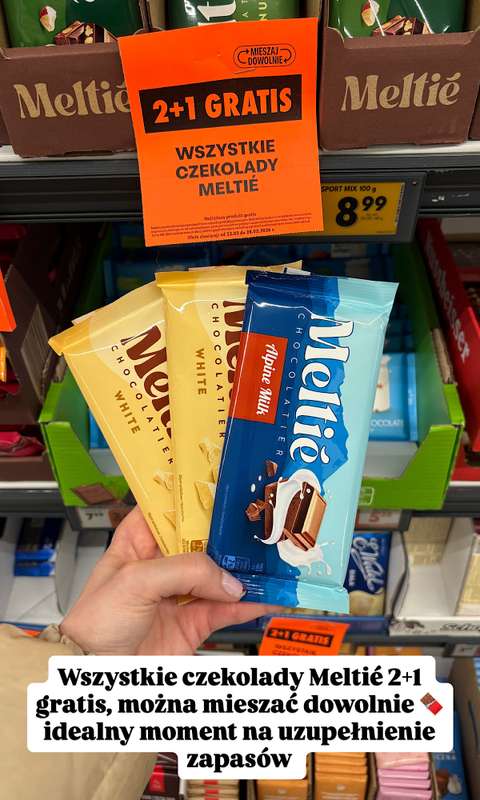 Meltié
Meltié
MIESZAJ
DOWOLNIE
2+1 GRATIS
WSZYSTKIE
CZEKOLADY
MELTIÉ
SPORT MIX 100 g
8 99
WHITE
CHOCOLATIER
WHITE
CHOCOLATIER
Alpine Milk
CHOCOLATIER
Meltié
2+1 GRATIS
WSZYSTKIE
Wszystkie czekolady Meltié 2+1
gratis, można mieszać dowolnie 🍫
idealny moment na uzupełnienie
zapasów